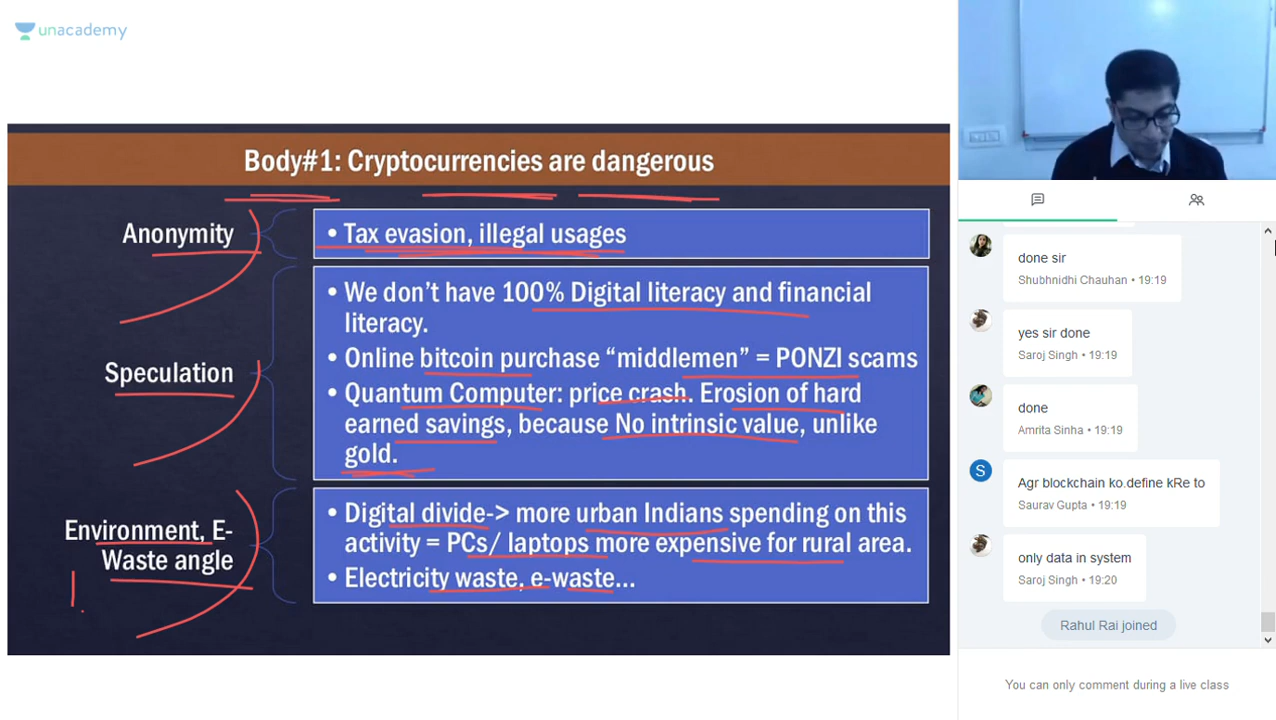 unacademy
Body#1: Cryptocurrencies are dangerous
Anonymity
• Tax evasion, illegal usages
Speculation
• We don't have 100% Digital literacy and financial
literacy.
• Online bitcoin purchase “middlemen” = PONZI scams
• Quantum Computer: price crash. Erosion of hard
earned savings, because No intrinsic value, unlike
gold.
Environment, E-
Waste angle
• Digital divide-> more urban Indians spending on this
activity = PCs/ laptops more expensive for rural area.
• Electricity waste, e-waste...
done sir
Shubhnidhi Chauhan • 19:19
yes sir done
Saroj Singh • 19:19
done
Amrita Sinha • 19:19
S
Agr blockchain ko.define kRe to
Saurav Gupta • 19:19
only data in system
Saroj Singh • 19:20
Rahul Rai joined
You can only comment during a live class